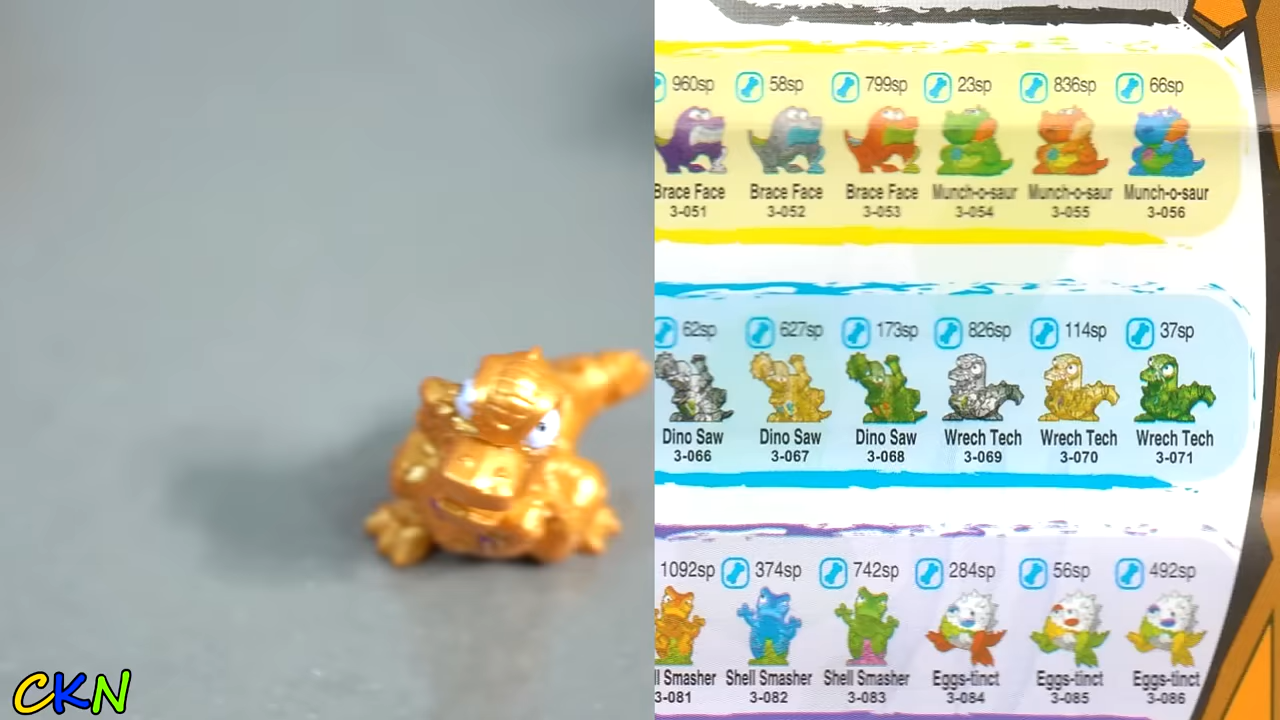 960sp 58sp 799sp 23sp 836sp 66sp
Brace Face Brace Face Brace Face Munch-o-saur Munch-o-saur Munch-o-saur
3-051 3-052 3-053 3-054 3-055 3-056
62sp 627sp 173sp 826sp 114sp 37sp
Dino Saw Dino Saw Dino Saw Wrech Tech Wrech Tech Wrech Tech
3-066 3-067 3-068 3-069 3-070 3-071
1092sp 374sp 742sp 284sp 56sp 492sp
ll Smasher Shell Smasher Shell Smasher Eggs-tinct Eggs-tinct Eggs-tinct
3-081 3-082 3-083 3-084 3-085 3-086
CKN